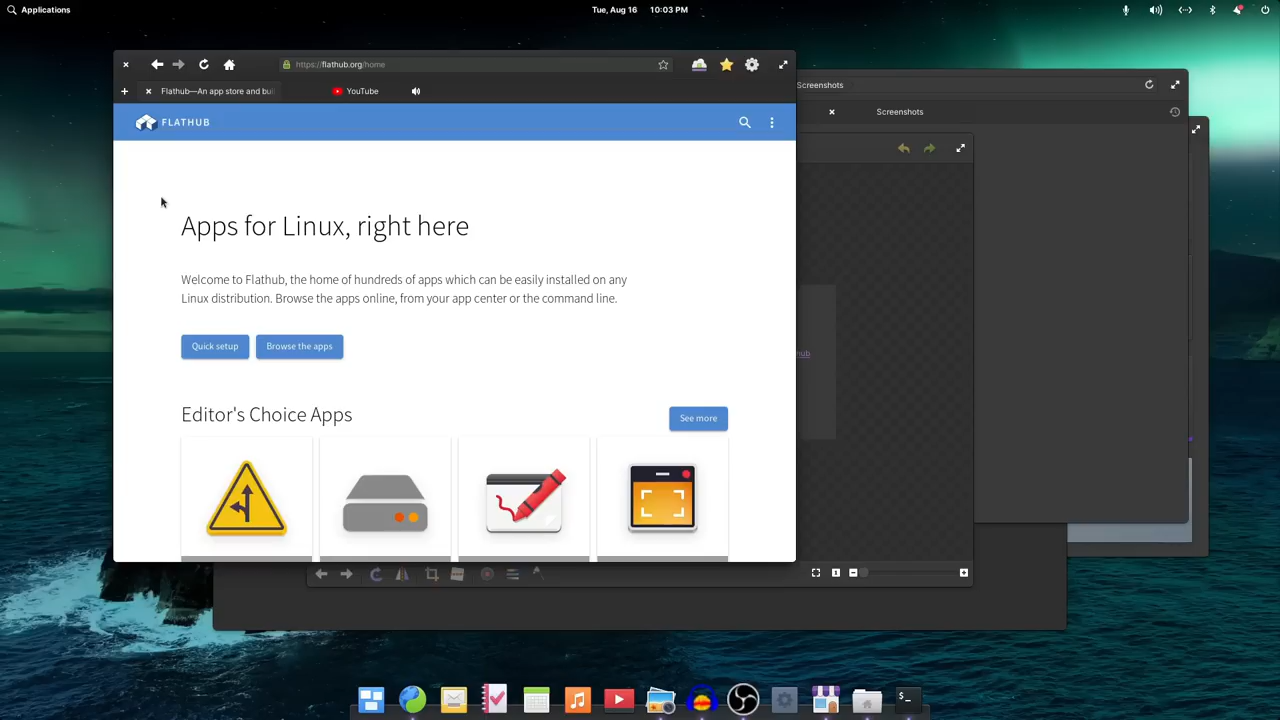 Applications
Tue, Aug 16 10:03 PM
https://flathub.org/home
Flathub—An app store and bui
YouTube
Screenshots
Screenshots
FLATHUB
Apps for Linux, right here
Welcome to Flathub, the home of hundreds of apps which can be easily installed on any
Linux distribution. Browse the apps online, from your app center or the command line.
Quick setup
Browse the apps
hub
Editor's Choice Apps
See more
$_